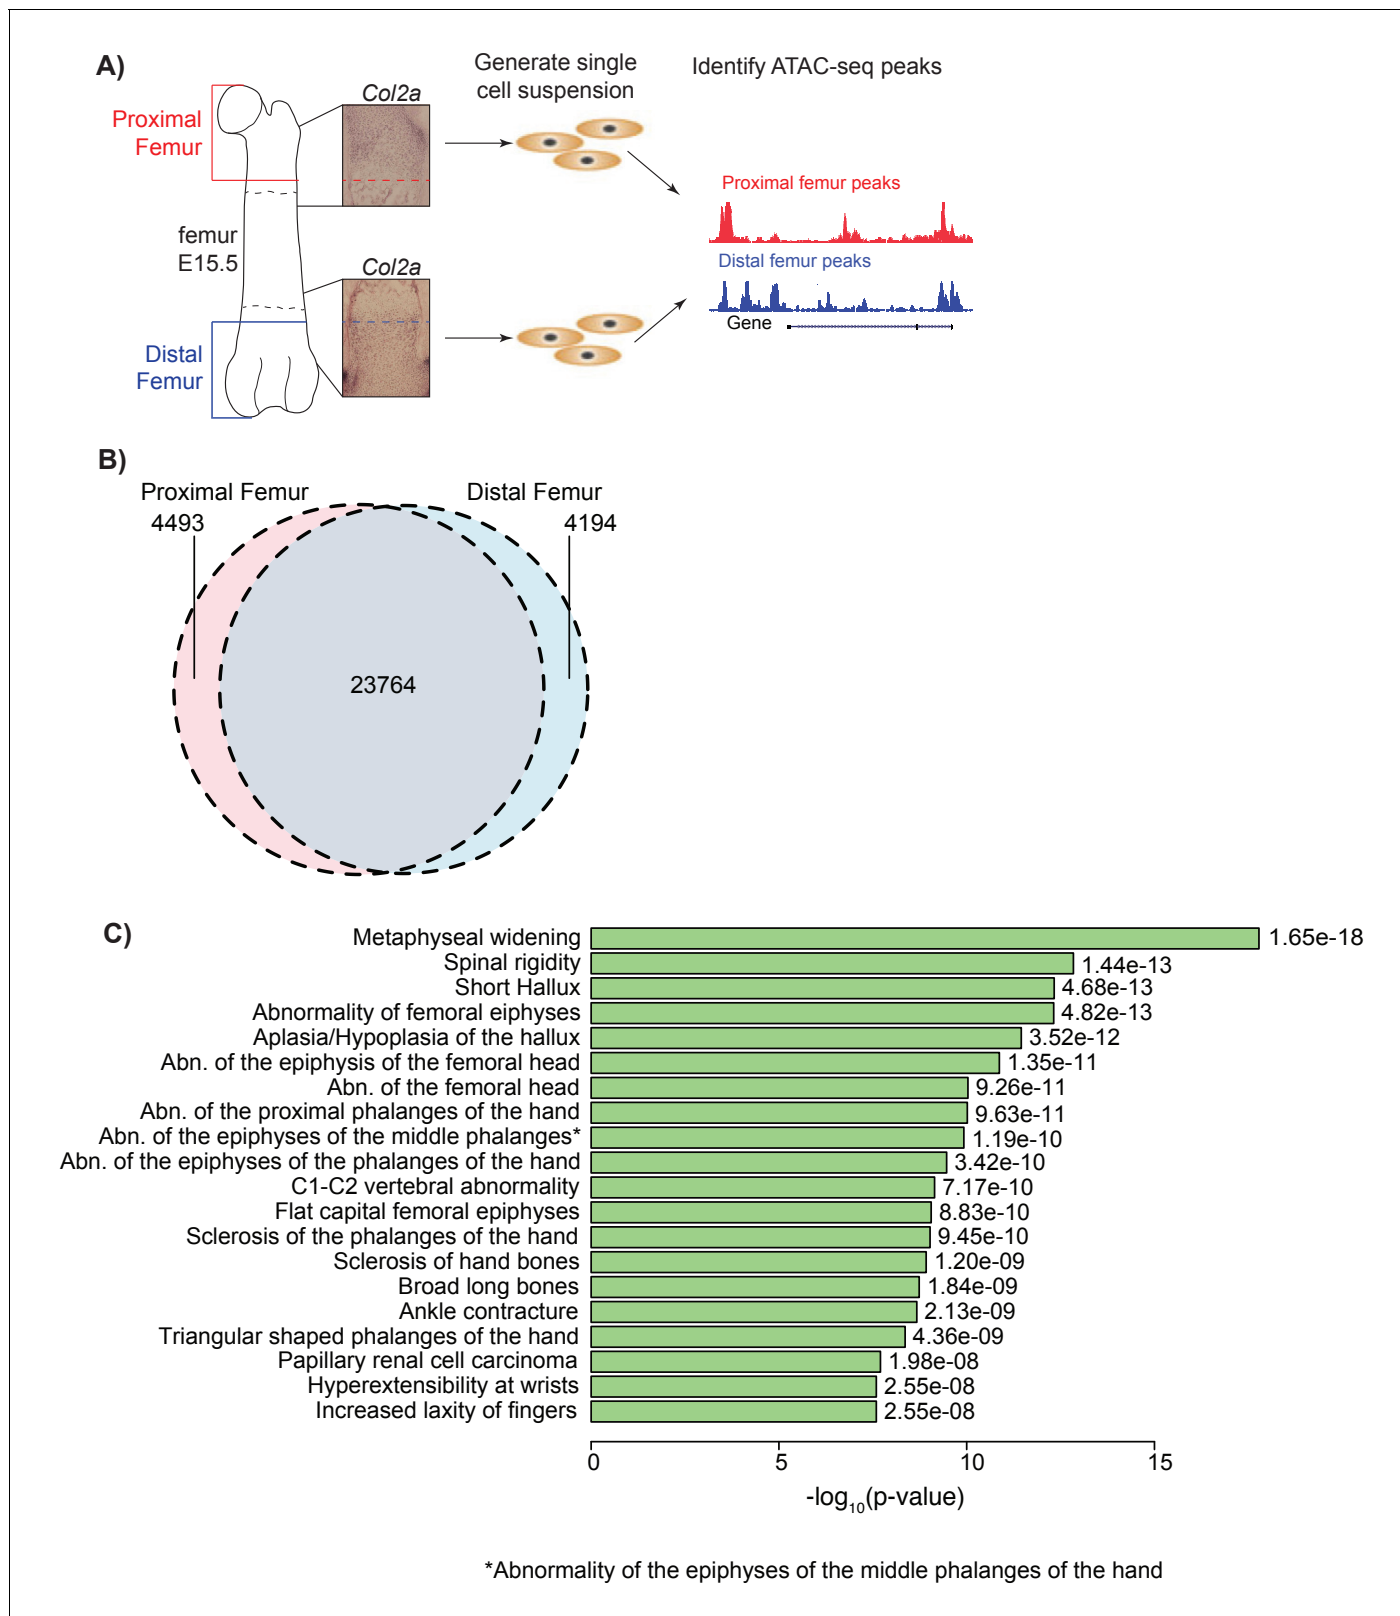 A)
Proximal
Femur
femur
E15.5
Distal
Femur
Col2a
Col2a
Generate single
cell suspension
Identify ATAC-seq peaks
Proximal femur peaks
Distal femur peaks
Gene
B)
Proximal Femur
4493
Distal Femur
4194
23764
C)
Metaphyseal widening 1.65e-18
Spinal rigidity 1.44e-13
Short Hallux 4.68e-13
Abnormality of femoral eiphyses 4.82e-13
Aplasia/Hypoplasia of the hallux 3.52e-12
Abn. of the epiphysis of the femoral head 1.35e-11
Abn. of the femoral head 9.26e-11
Abn. of the proximal phalanges of the hand 9.63e-11
Abn. of the epiphyses of the middle phalanges* 1.19e-10
Abn. of the epiphyses of the phalanges of the hand 3.42e-10
C1-C2 vertebral abnormality 7.17e-10
Flat capital femoral epiphyses 8.83e-10
Sclerosis of the phalanges of the hand 9.45e-10
Sclerosis of hand bones 1.20e-09
Broad long bones 1.84e-09
Ankle contracture 2.13e-09
Triangular shaped phalanges of the hand 4.36e-09
Papillary renal cell carcinoma 1.98e-08
Hyperextensibility at wrists 2.55e-08
Increased laxity of fingers 2.55e-08
0 5 10 15
-log10(p-value)
*Abnormality of the epiphyses of the middle phalanges of the hand